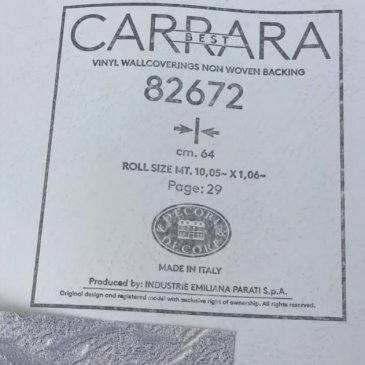 CARRARA
BEST
VINYL WALLCOVERINGS NON WOVEN BACKING
82672
cm. 64
ROLL SIZE MT. 10,05~ X 1,06~
Page: 29
DECORI
DECORI
MADE IN ITALY
Produced by: INDUSTRIE EMILIANA PARATI S.p.A.
Original design and registered model with exclusive right of ownership. All rights reserved.